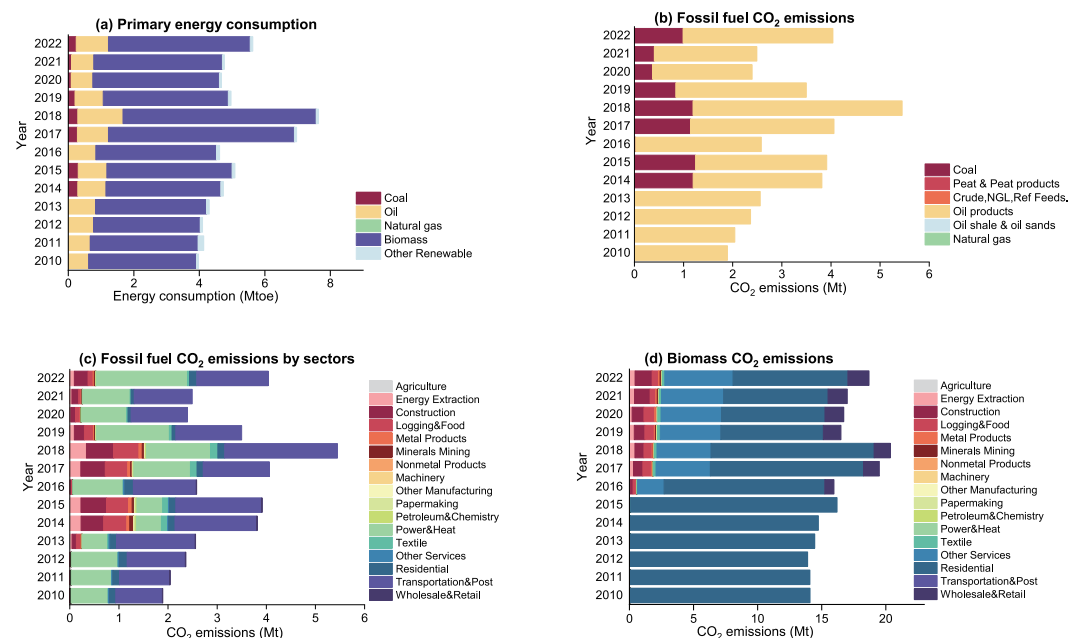 (a) Primary energy consumption
2022
2021
2020
2019
2018
2017
2016
2015
2014
2013
2012
2011
2010
Year
0 2 4 6 8
Energy consumption (Mtoe)
Coal
Oil
Natural gas
Biomass
Other Renewable
(b) Fossil fuel CO2 emissions
2022
2021
2020
2019
2018
2017
2016
2015
2014
2013
2012
2011
2010
Year
0 1 2 3 4 5 6
CO2 emissions (Mt)
Coal
Peat & Peat products
Crude,NGL,Ref Feeds.
Oil products
Oil shale & oil sands
Natural gas
(c) Fossil fuel CO2 emissions by sectors
2022
2021
2020
2019
2018
2017
2016
2015
2014
2013
2012
2011
2010
Year
0 1 2 3 4 5 6
CO2 emissions (Mt)
Agriculture
Energy Extraction
Construction
Logging&Food
Metal Products
Minerals Mining
Nonmetal Products
Machinery
Other Manufacturing
Papermaking
Petroleum&Chemistry
Power&Heat
Textile
Other Services
Residential
Transportation&Post
Wholesale&Retail
(d) Biomass CO2 emissions
2022
2021
2020
2019
2018
2017
2016
2015
2014
2013
2012
2011
2010
Year
0 5 10 15 20
CO2 emissions (Mt)
Agriculture
Energy Extraction
Construction
Logging&Food
Metal Products
Minerals Mining
Nonmetal Products
Machinery
Other Manufacturing
Papermaking
Petroleum&Chemistry
Power&Heat
Textile
Other Services
Residential
Transportation&Post
Wholesale&Retail